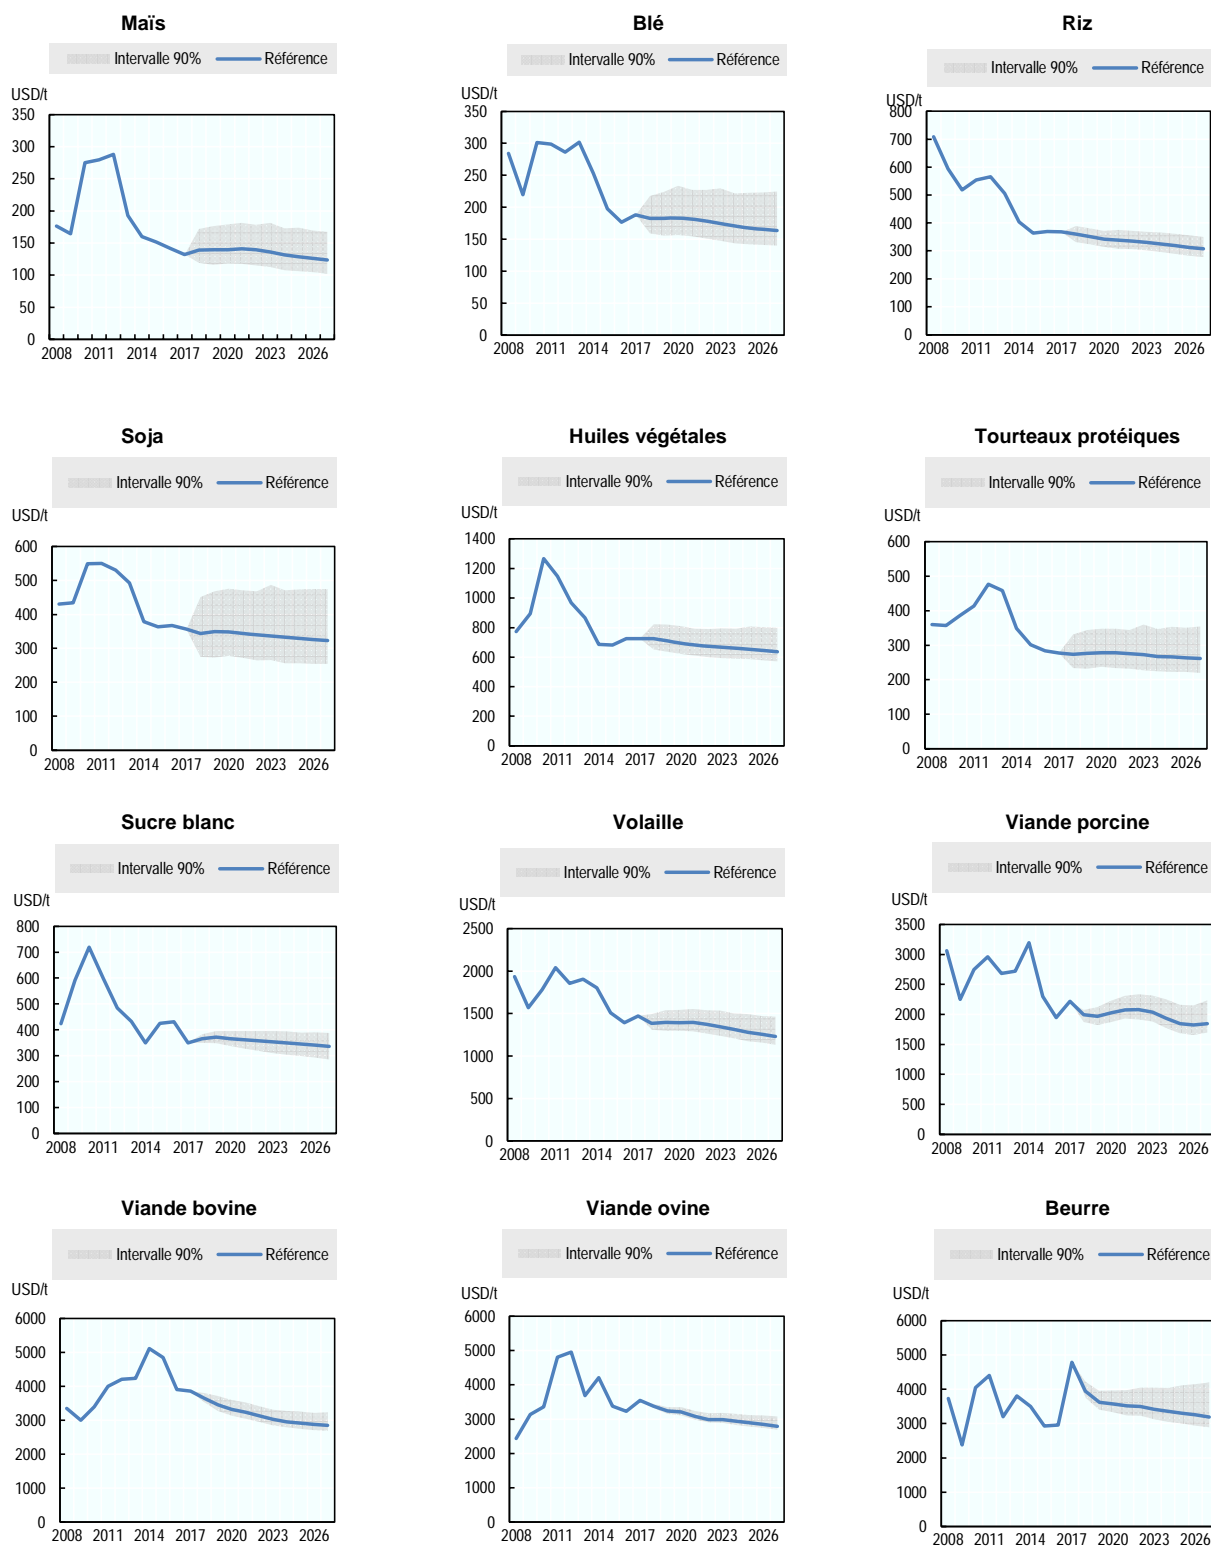 Maïs
Blé
Riz
Intervalle 90% Référence
Intervalle 90% Référence
Intervalle 90% Référence
USD/t
350
300
250
200
150
100
50
0
2008 2011 2014 2017 2020 2023 2026
USD/t
350
300
250
200
150
100
50
0
2008 2011 2014 2017 2020 2023 2026
USD/t
800
700
600
500
400
300
200
100
0
2008 2011 2014 2017 2020 2023 2026
Soja
Huiles végétales
Tourteaux protéiques
Intervalle 90% Référence
Intervalle 90% Référence
Intervalle 90% Référence
USD/t
600
500
400
300
200
100
0
2008 2011 2014 2017 2020 2023 2026
USD/t
1400
1200
1000
800
600
400
200
0
2008 2011 2014 2017 2020 2023 2026
USD/t
600
500
400
300
200
100
0
2008 2011 2014 2017 2020 2023 2026
Sucre blanc
Volaille
Viande porcine
Intervalle 90% Référence
Intervalle 90% Référence
Intervalle 90% Référence
USD/t
800
700
600
500
400
300
200
100
0
2008 2011 2014 2017 2020 2023 2026
USD/t
2500
2000
1500
1000
500
0
2008 2011 2014 2017 2020 2023 2026
USD/t
3500
3000
2500
2000
1500
1000
500
0
2008 2011 2014 2017 2020 2023 2026
Viande bovine
Viande ovine
Beurre
Intervalle 90% Référence
Intervalle 90% Référence
Intervalle 90% Référence
USD/t
6000
5000
4000
3000
2000
1000
0
2008 2011 2014 2017 2020 2023 2026
USD/t
6000
5000
4000
3000
2000
1000
0
2008 2011 2014 2017 2020 2023 2026
USD/t
6000
5000
4000
3000
2000
1000
0
2008 2011 2014 2017 2020 2023 2026